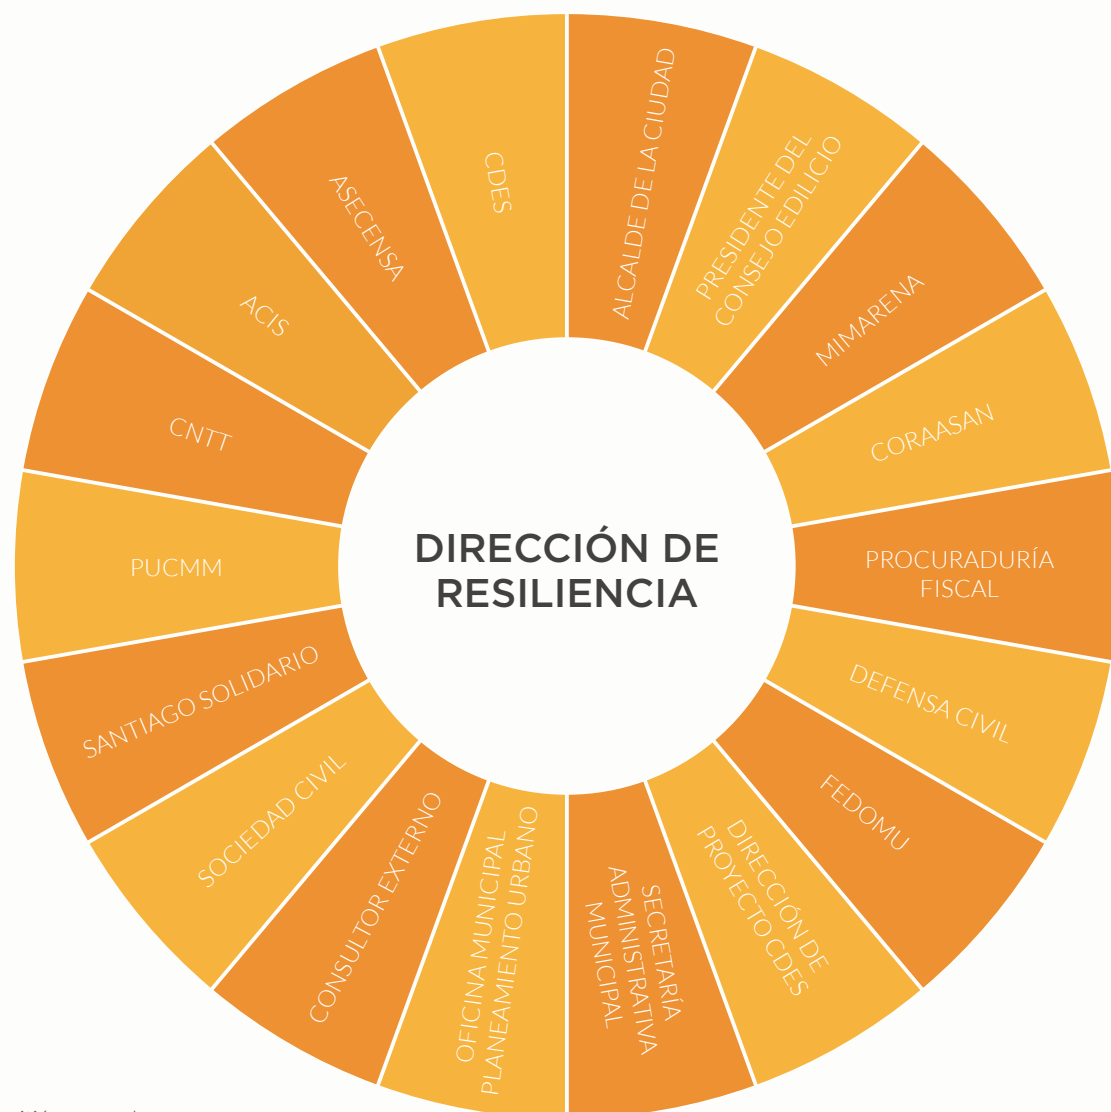 DIRECCIÓN DE
RESILIENCIA
ALCALDE DE LA CIUDAD
PRESIDENTE DEL
CONSEJO EDILICIO
MIMARENA
CORAASAN
PROCURADURÍA
FISCAL
DEFENSA CIVIL
FEDOMU
DIRECCIÓN DE
PROYECTO CDES
SECRETARÍA
ADMINISTRATIVA
MUNICIPAL
OFICINA MUNICIPAL
PLANEAMIENTO URBANO
CONSULTOR EXTERNO
SOCIEDAD CIVIL
SANTIAGO SOLIDARIO
PUCMM
CNTT
ACIS
ASECENSA
CDES